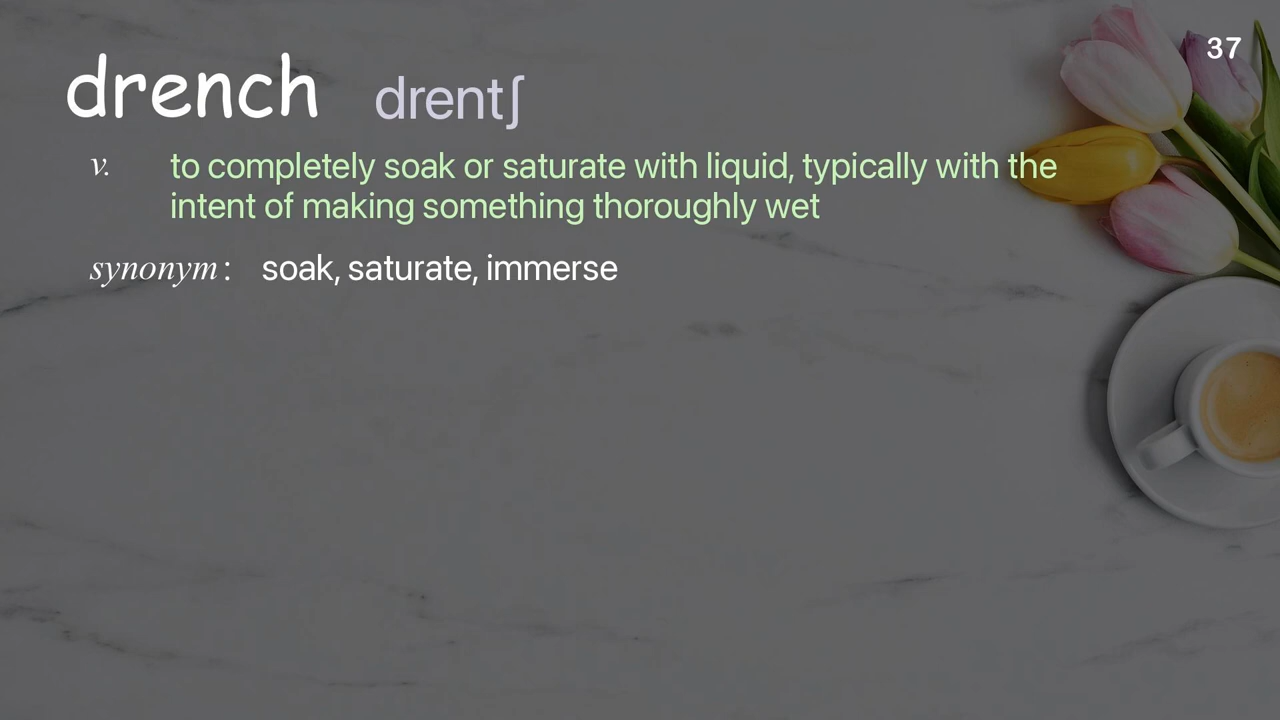 37
drench drentʃ
v. to completely soak or saturate with liquid, typically with the
intent of making something thoroughly wet
synonym: soak, saturate, immerse